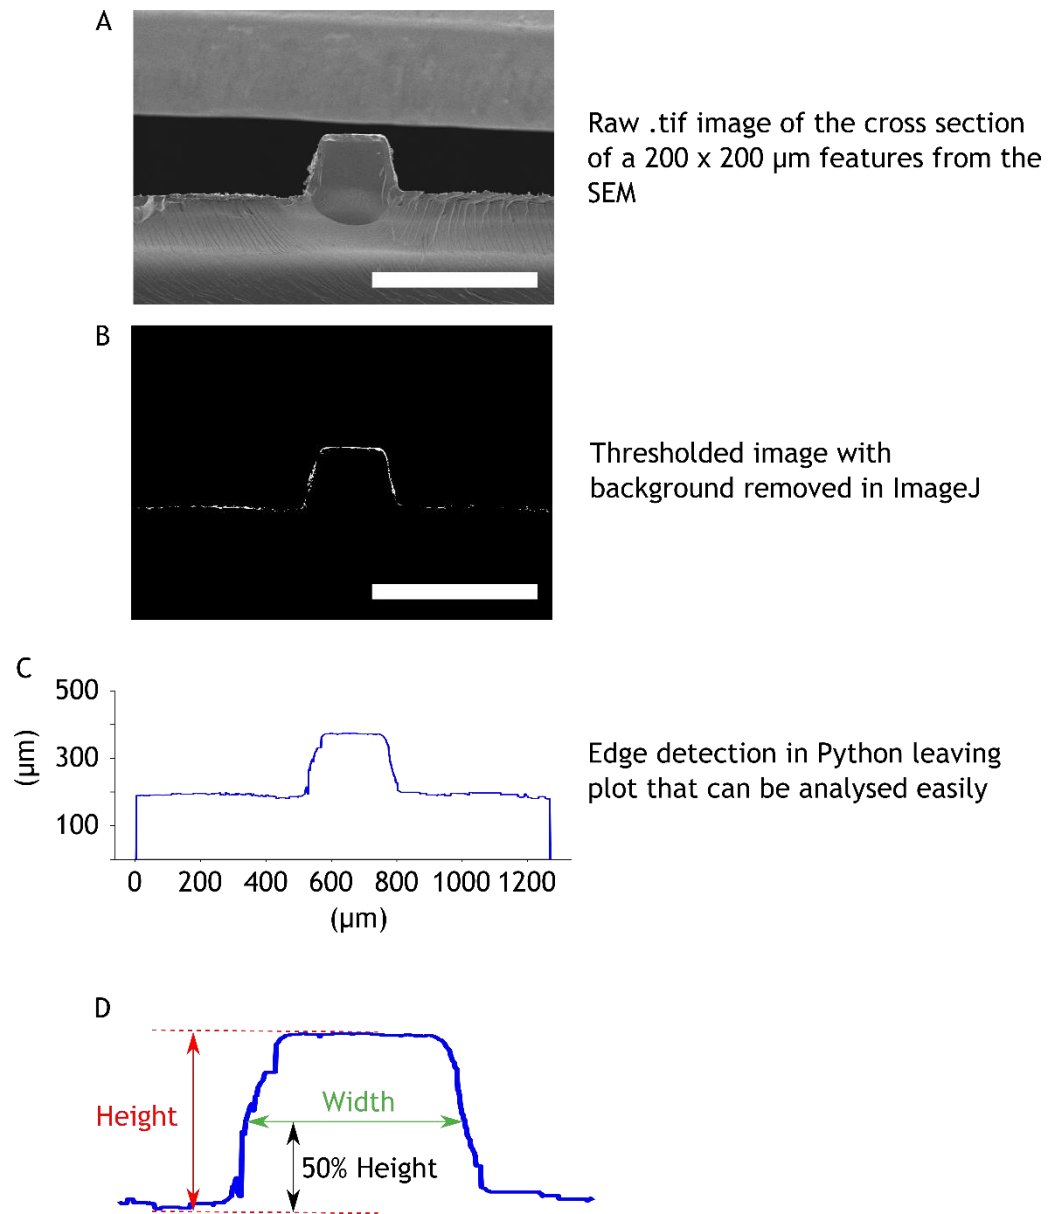 A
Raw .tif image of the cross section
of a 200 x 200 µm features from the
SEM
B
Thresholded image with
background removed in ImageJ
C
500
300
100
(µm)
0 200 400 600 800 1000 1200
(µm)
Edge detection in Python leaving
plot that can be analysed easily
D
Height
Width
50% Height